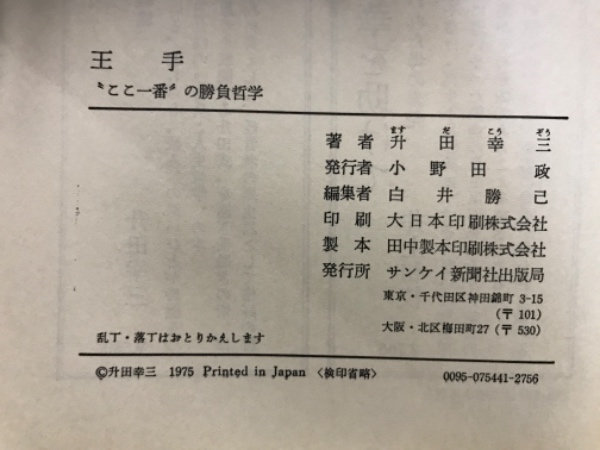 王手
〝ここ一番〟の勝負哲学
ます だ こう ぞう
著者 升田幸三
発行者 小野田政
編集者 白井勝己
印刷 大日本印刷株式会社
製本 田中製本印刷株式会社
発行所 サンケイ新聞社出版局
東京・千代田区神田錦町 3-15
(〒 101)
大阪・北区梅田町27 (〒 530)
乱丁・落丁はおとりかえします
©升田幸三 1975 Printed in Japan 〈検印省略〉 0095-075441-2756